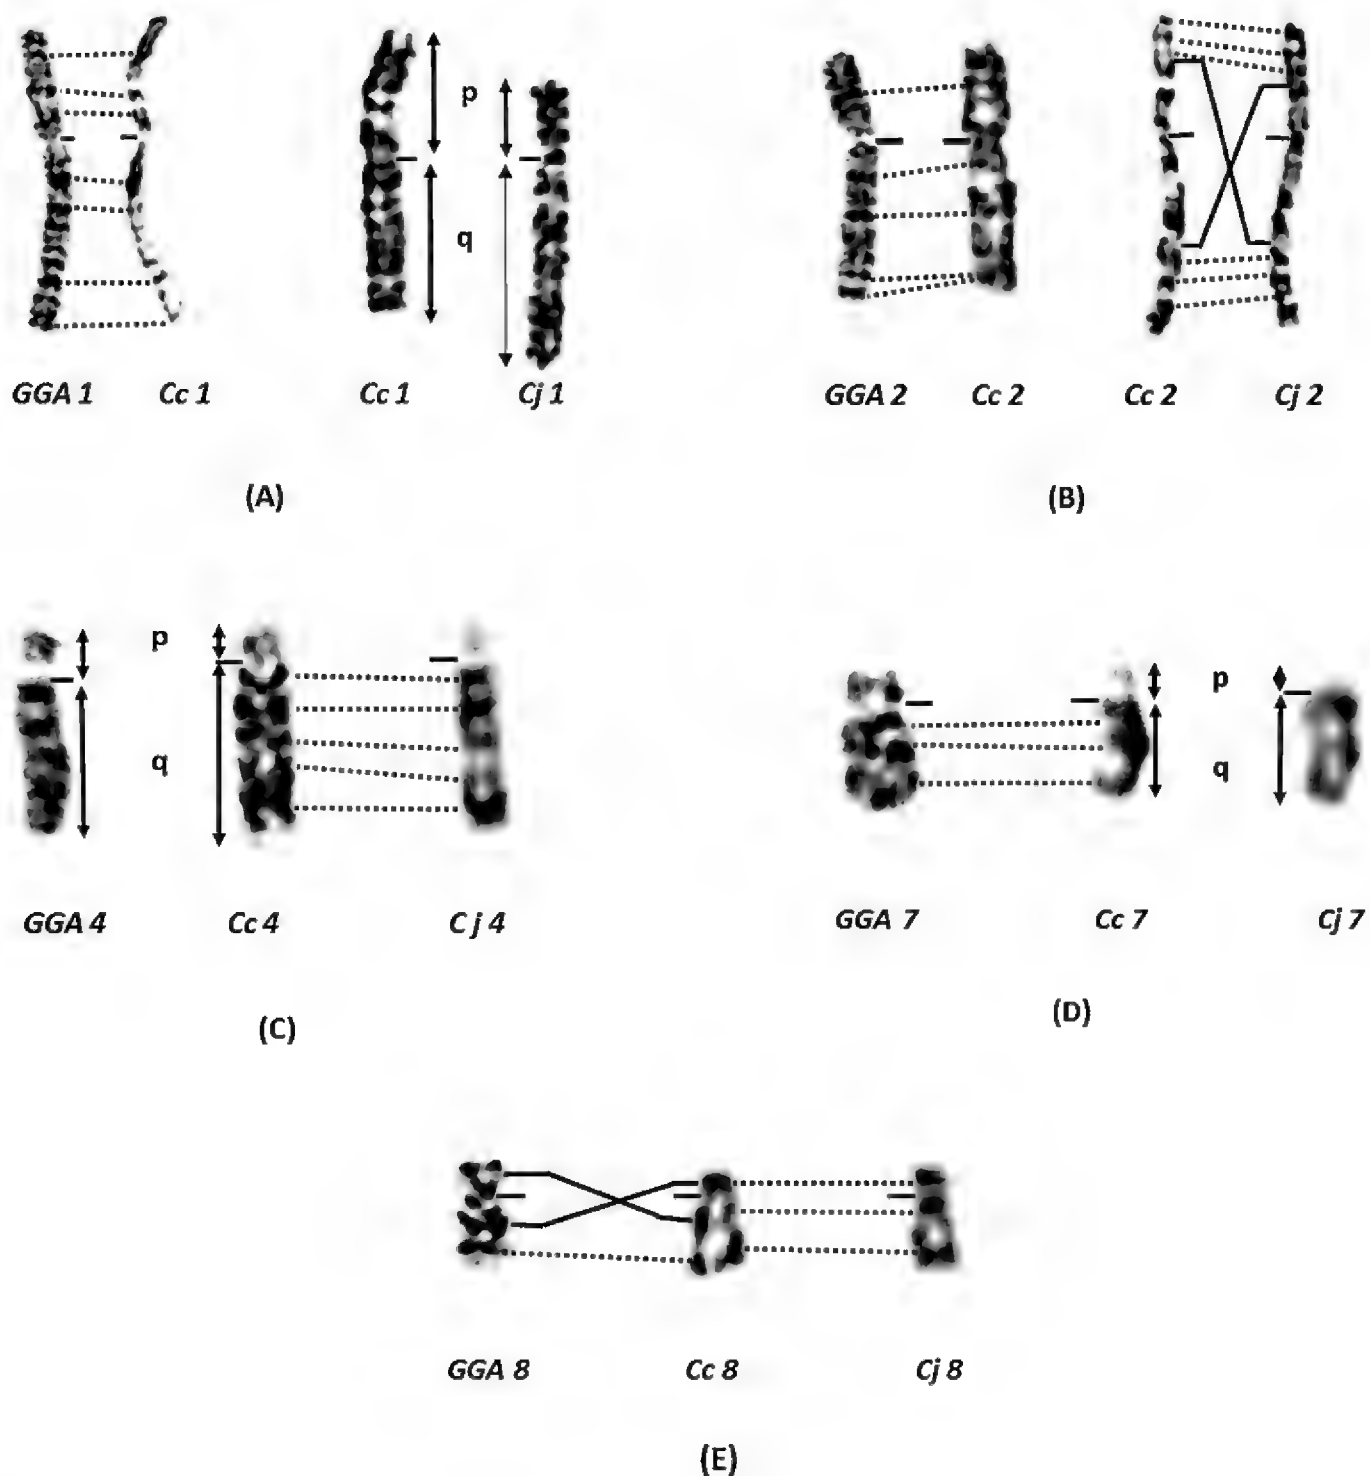 p
q
GGA 1 Cc 1 Cc 1 Cj 1
(A)
GGA 2 Cc 2 Cc 2 Cj 2
(B)
p
q
GGA 4 Cc 4 C j 4
(C)
p
q
GGA 7 Cc 7 Cj 7
(D)
GGA 8 Cc 8 Cj 8
(E)